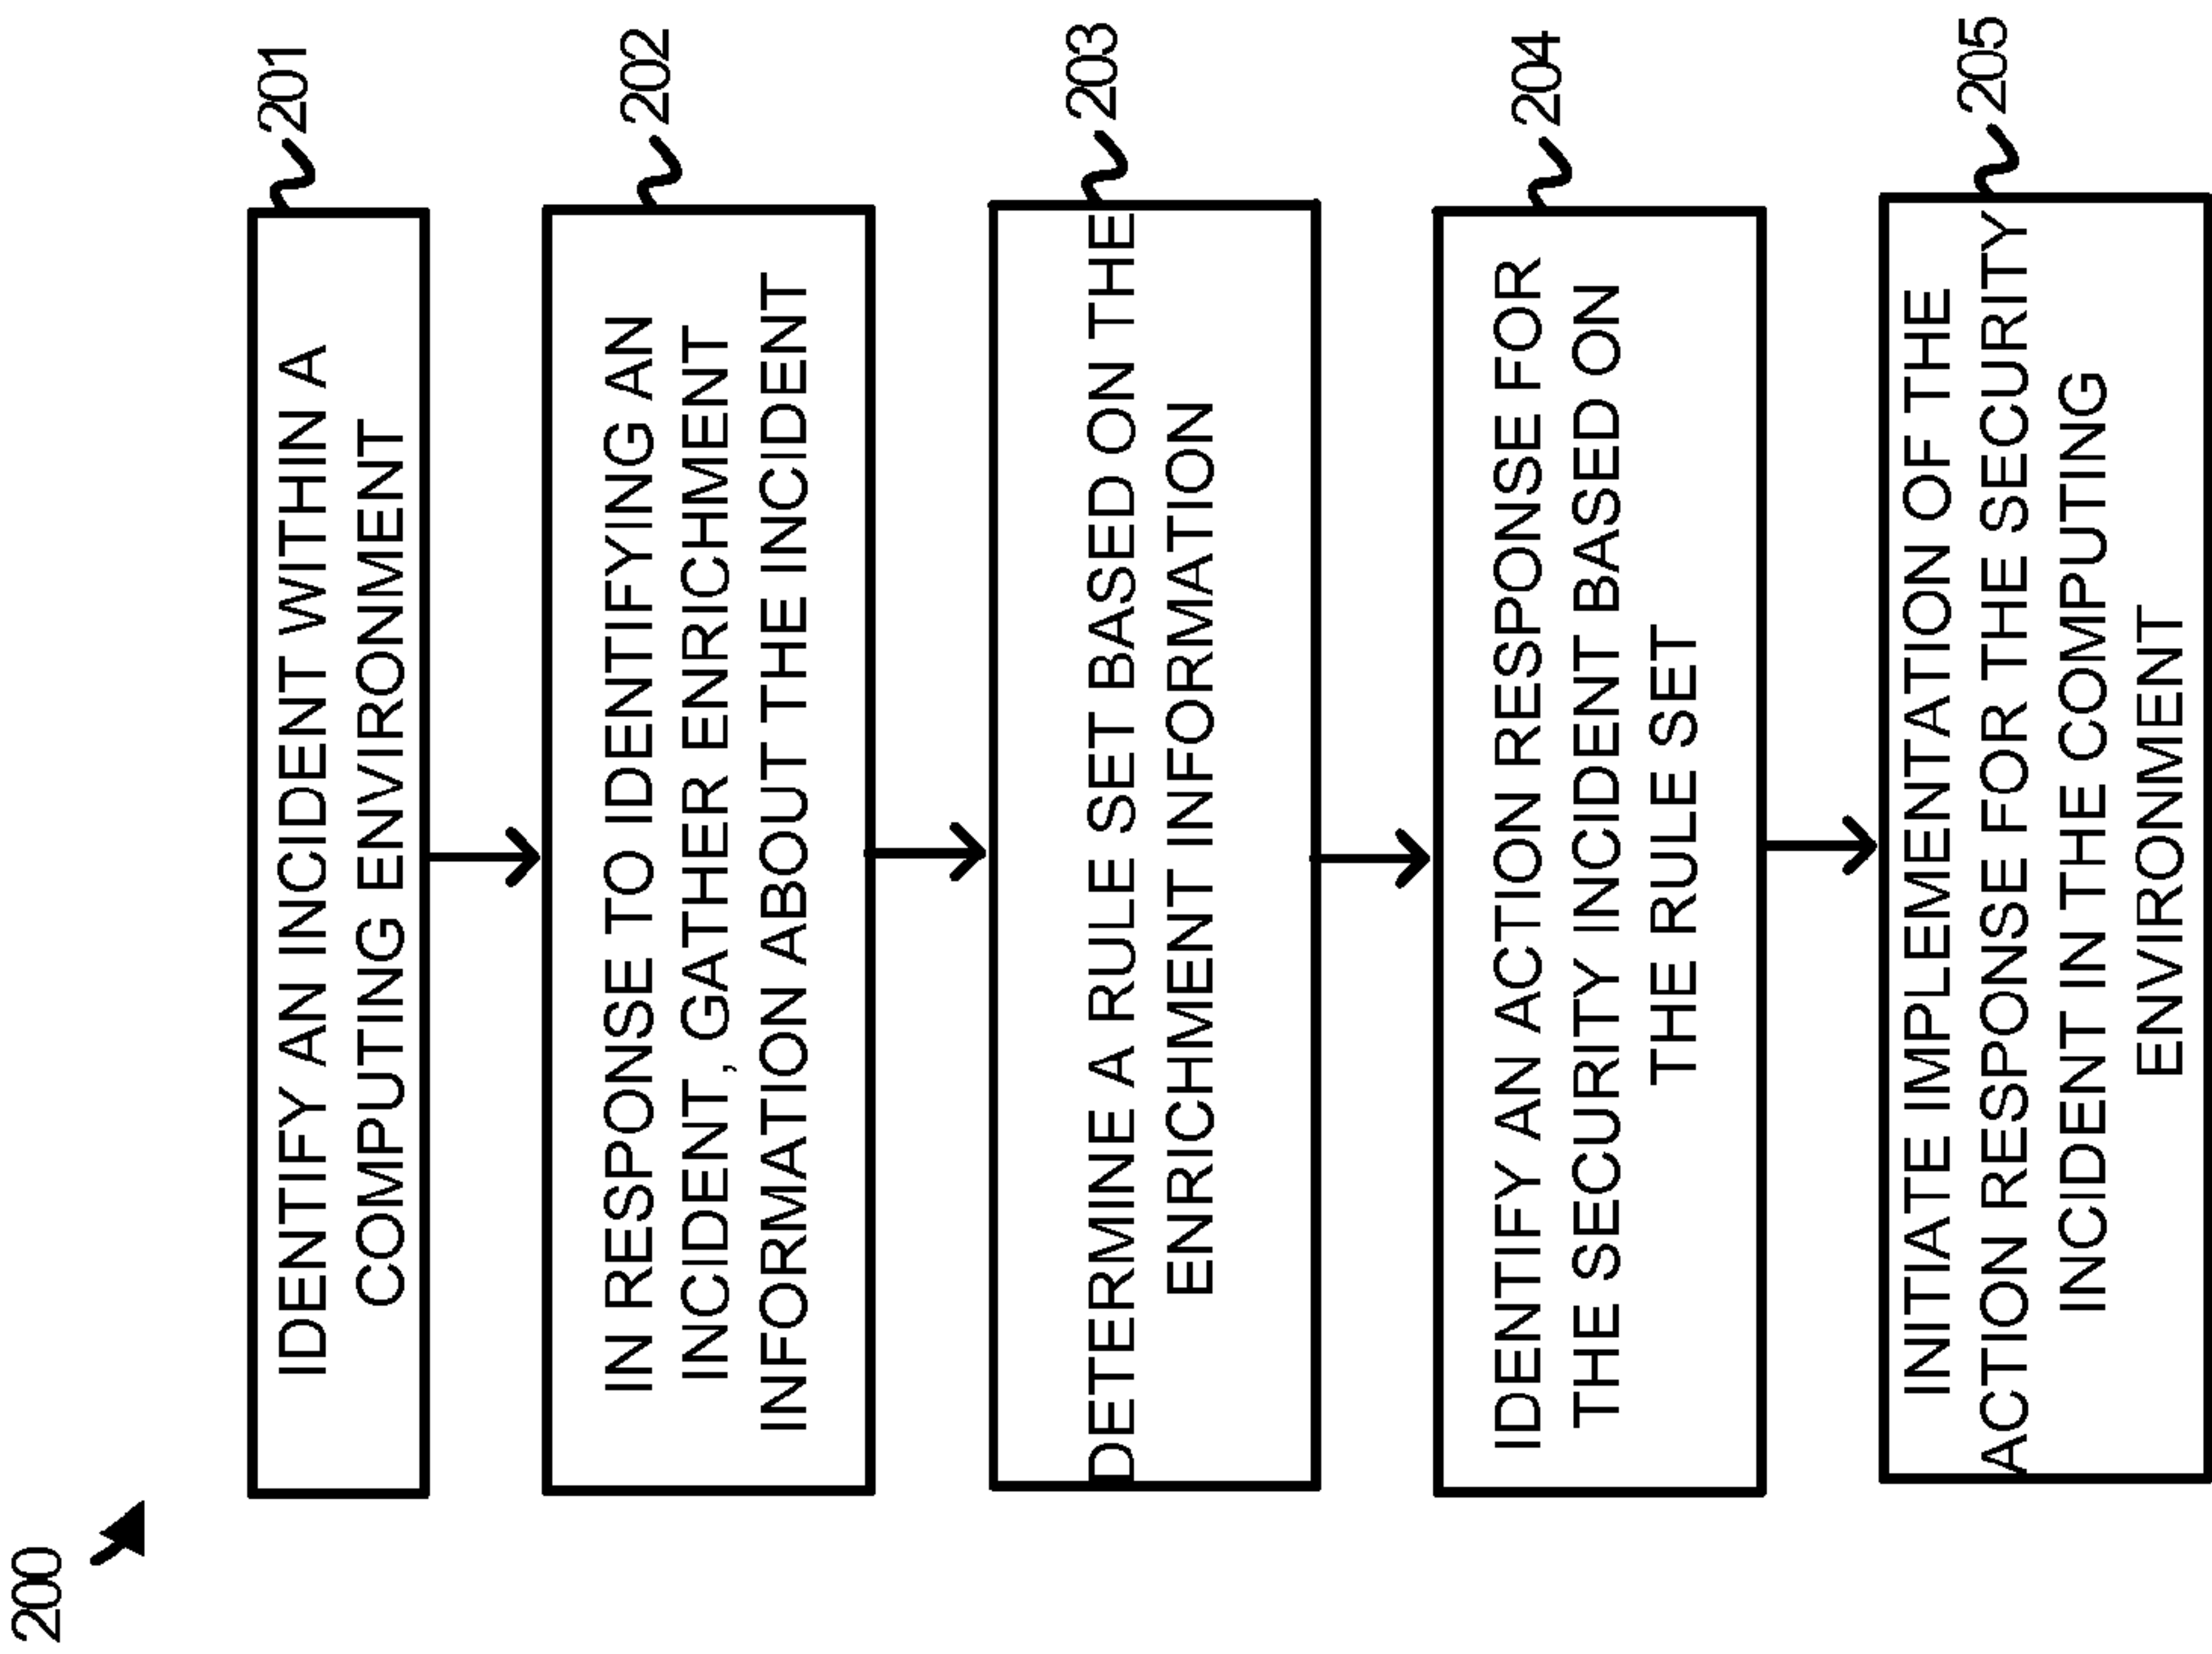 200
201
IDENTIFY AN INCIDENT WITHIN A
COMPUTING ENVIRONMENT
202
IN RESPONSE TO IDENTIFYING AN
INCIDENT, GATHER ENRICHMENT
INFORMATION ABOUT THE INCIDENT
203
DETERMINE A RULE SET BASED ON THE
ENRICHMENT INFORMATION
204
IDENTIFY AN ACTION RESPONSE FOR
THE SECURITY INCIDENT BASED ON
THE RULE SET
205
INITIATE IMPLEMENTATION OF THE
ACTION RESPONSE FOR THE SECURITY
INCIDENT IN THE COMPUTING
ENVIRONMENT